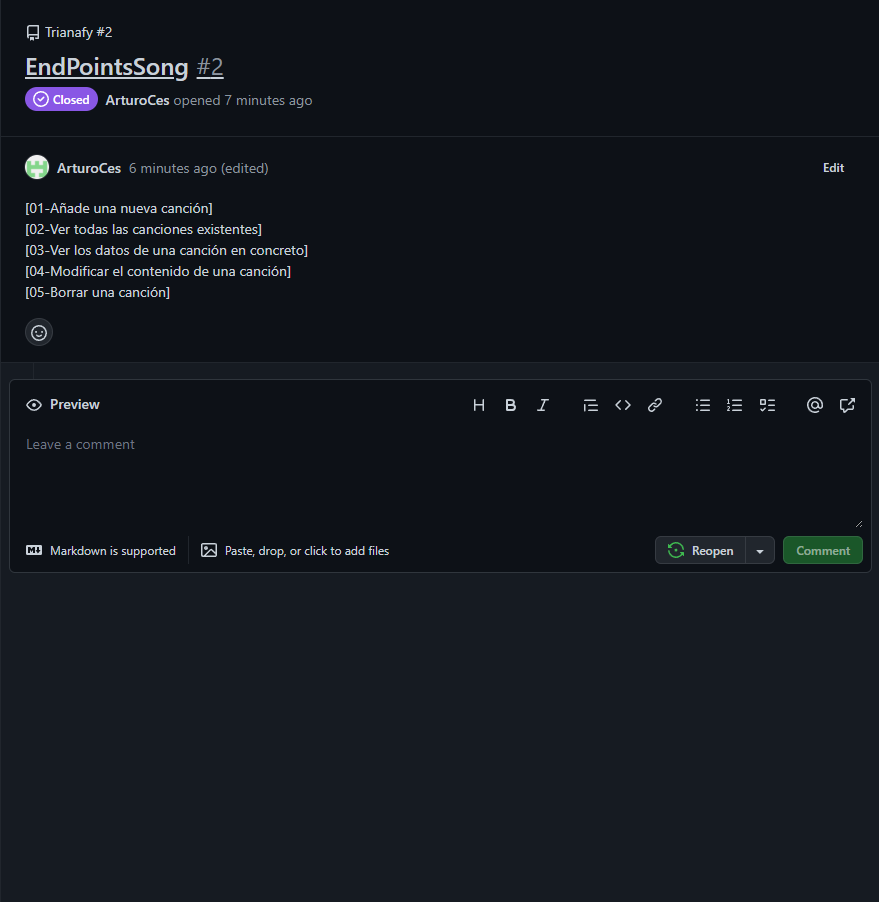 Trianafy #2
EndPointsSong #2
Closed ArturoCes opened 7 minutes ago
ArturoCes 6 minutes ago (edited) Edit
[01-Añade una nueva canción]
[02-Ver todas las canciones existentes]
[03-Ver los datos de una canción en concreto]
[04-Modificar el contenido de una canción]
[05-Borrar una canción]
Preview
Leave a comment
Markdown is supported Paste, drop, or click to add files Reopen Comment